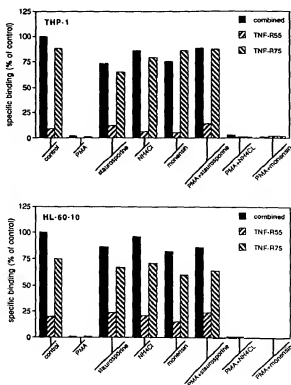 THP-1
specific binding (% of control)
125
100
75
50
25
0
combined
TNF-R55
TNF-R75
control
PMA
staurosporine
NH4Cl
monensin
PMA+staurosporine
PMA+NH4CL
PMA+monensin
HL-60-10
specific binding (% of control)
125
100
75
50
25
0
combined
TNF-R55
TNF-R75
control
PMA
staurosporine
NH4Cl
monensin
PMA+staurosporine
PMA+NH4CL
PMA+monensin